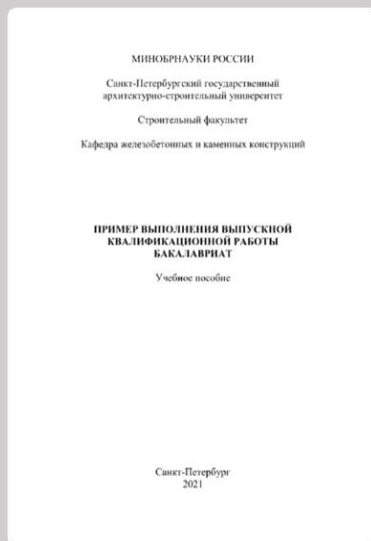 МИНОБРНАУКИ РОССИИ
Санкт-Петербургский государственный
архитектурно-строительный университет
Строительный факультет
Кафедра железобетонных и каменных конструкций
ПРИМЕР ВЫПОЛНЕНИЯ ВЫПУСКНОЙ
КВАЛИФИКАЦИОННОЙ РАБОТЫ
БАКАЛАВРИАТ
Учебное пособие
Санкт-Петербург
2021